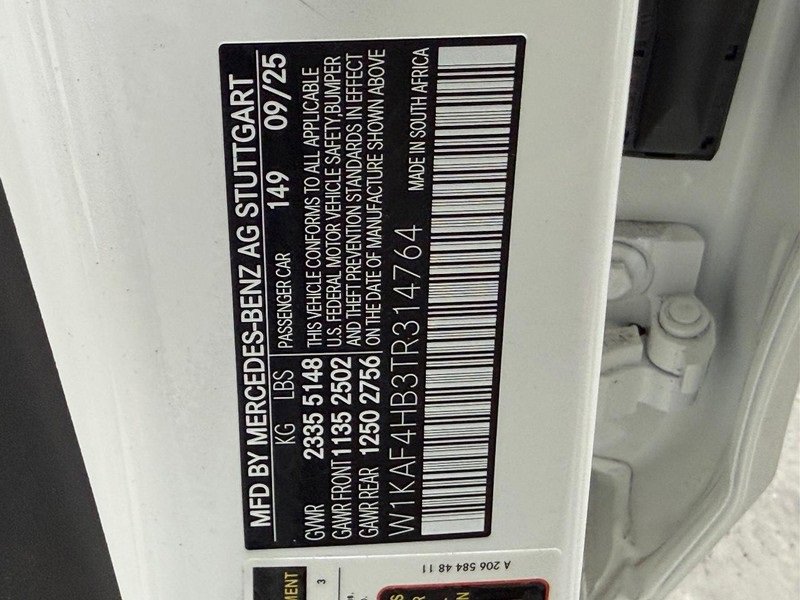 MFD BY MERCEDES-BENZ AG STUTTGART
KG LBS PASSENGER CAR 149 09/25
GVWR 2335 5148 THIS VEHICLE CONFORMS TO ALL APPLICABLE
GAWR FRONT 1135 2502 U.S. FEDERAL MOTOR VEHICLE SAFETY,BUMPER
GAWR REAR 1250 2756 AND THEFT PREVENTION STANDARDS IN EFFECT
ON THE DATE OF MANUFACTURE SHOWN ABOVE
W1KAF4HB3TR314764 MADE IN SOUTH AFRICA
A 206 584 48 11
MENT
3